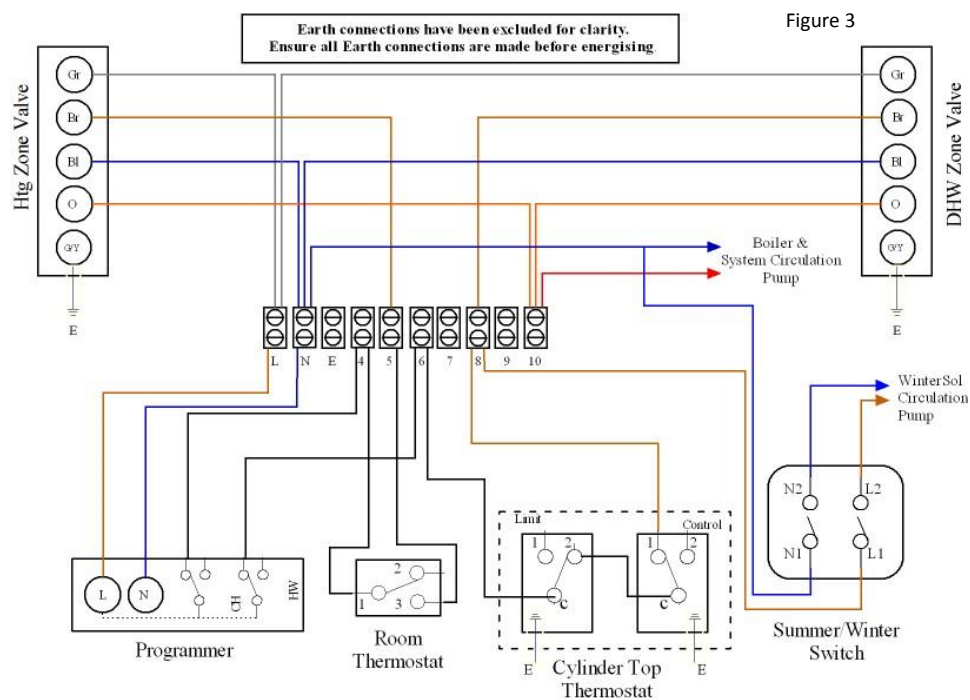 Figure 3
Earth connections have been excluded for clarity.
Ensure all Earth connections are made before energising.
Htg Zone Valve
Gr
Br
Bl
O
G/Y
E
DHW Zone Valve
Gr
Br
Bl
O
G/Y
E
Boiler &
System Circulation
Pump
L
N
E
4
5
6
7
8
9
10
WinterSol
Circulation
Pump
N2
L2
N1
L1
Summer/Winter
Switch
L
N
CH
HW
Programmer
2
1
3
Room
Thermostat
Limit
1
2
C
E
Control
1
2
C
E
Cylinder Top
Thermostat